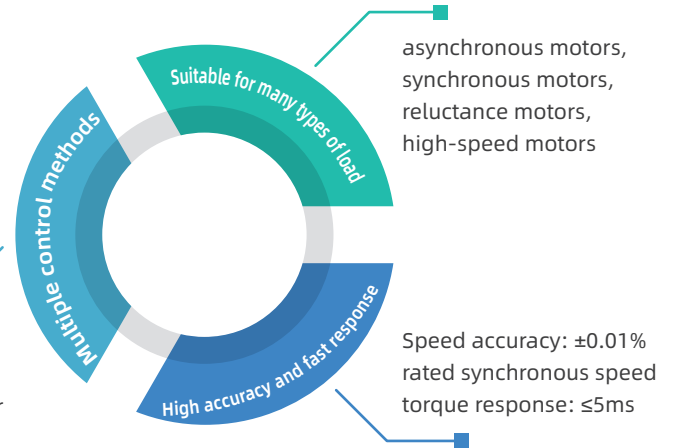 Suitable for many types of load
asynchronous motors,
synchronous motors,
reluctance motors,
high-speed motors
Multiple control methods
High accuracy and fast response
Speed accuracy: ±0.01%
rated synchronous speed
torque response: ≤5ms